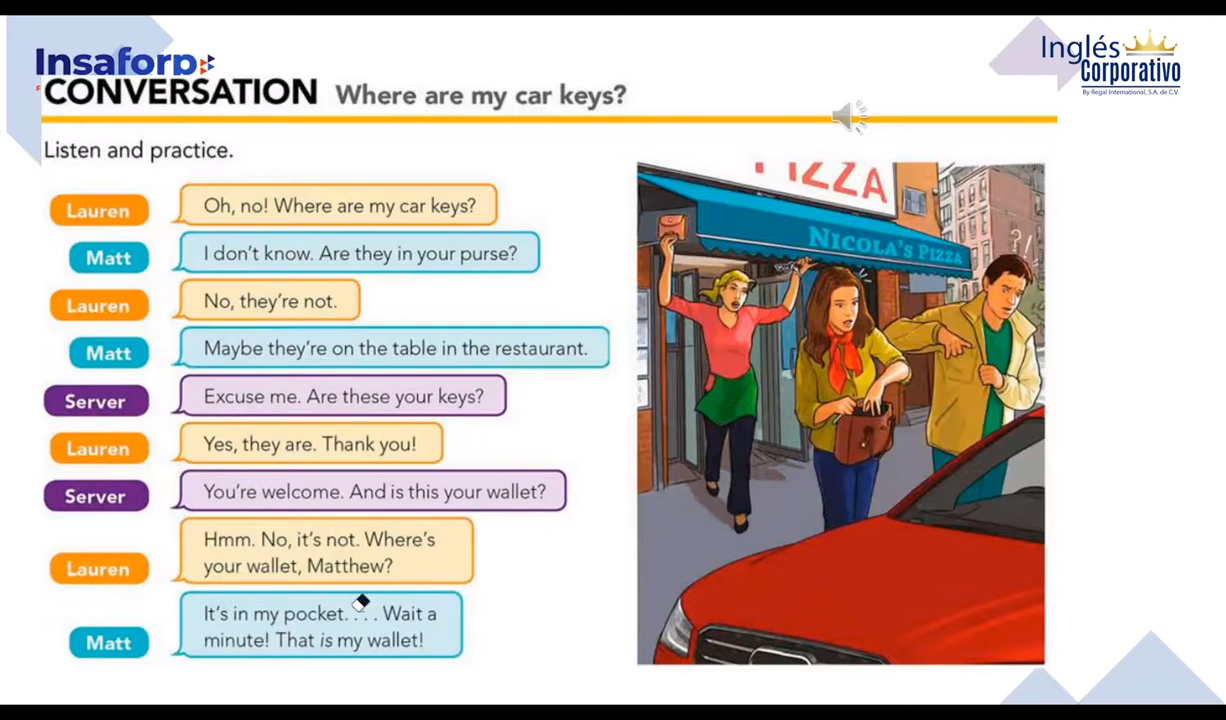 Insaforp
Inglés
Corporativo
By Regal International, S.A. de C.V.
CONVERSATION Where are my car keys?
Listen and practice.
Lauren Oh, no! Where are my car keys?
Matt I don't know. Are they in your purse?
Lauren No, they're not.
Matt Maybe they're on the table in the restaurant.
Server Excuse me. Are these your keys?
Lauren Yes, they are. Thank you!
Server You're welcome. And is this your wallet?
Lauren Hmm. No, it's not. Where's
your wallet, Matthew?
Matt It's in my pocket. . . . Wait a
minute! That is my wallet!
PIZZA
NICOLA'S PIZZA
?!